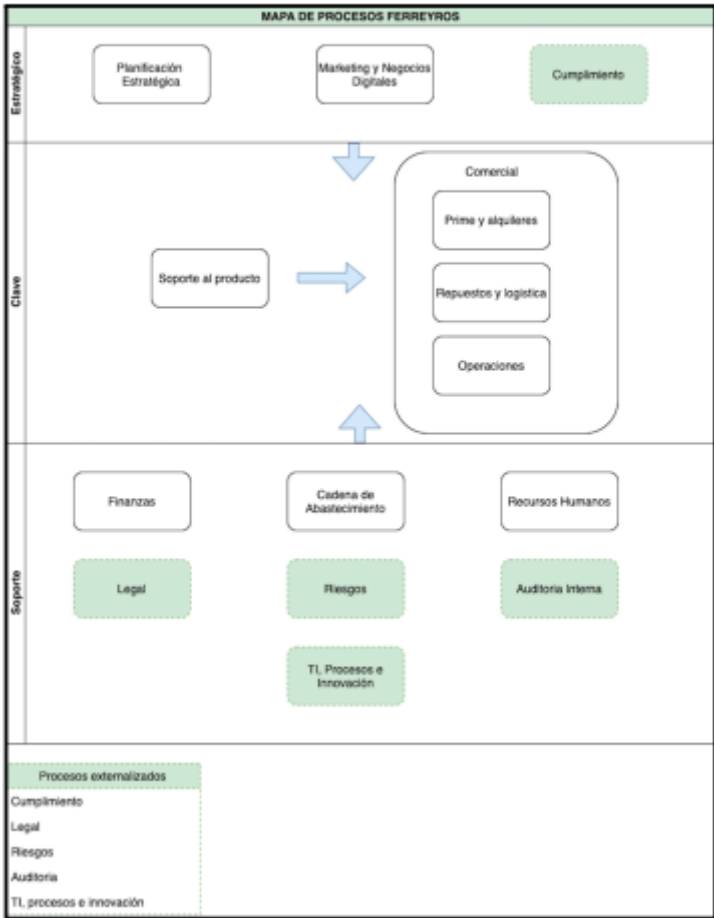 MAPA DE PROCESOS FERREYROS
Estratégico
Planificación
Estratégica
Marketing y Negocios
Digitales
Cumplimiento
Clave
Soporte al producto
Comercial
Prime y alquileres
Repuestos y logística
Operaciones
Soporte
Finanzas
Cadena de
Abastecimiento
Recursos Humanos
Legal
Riesgos
Auditoria Interna
TI, Procesos e
Innovación
Procesos externalizados
Cumplimiento
Legal
Riesgos
Auditoria
TI, procesos e innovación